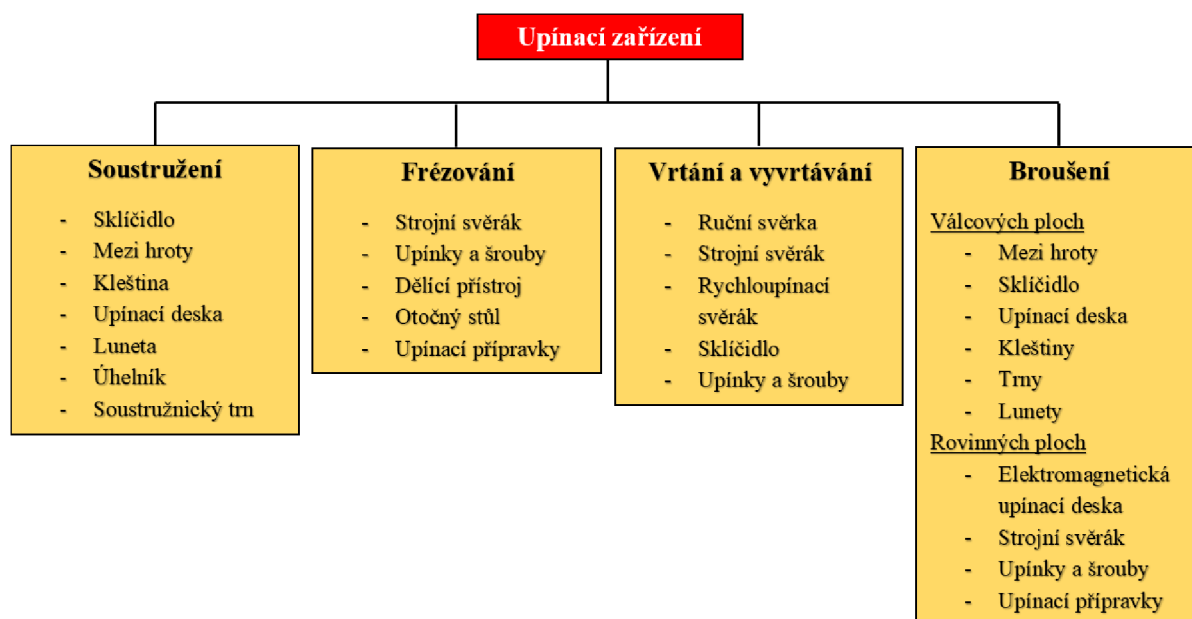 Upínací zařízení
Soustružení
- Sklíčidlo
- Mezi hroty
- Kleština
- Upínací deska
- Luneta
- Úhelník
- Soustružnický trn
Frézování
- Strojní svěrák
- Upínky a šrouby
- Dělící přístroj
- Otočný stůl
- Upínací přípravky
Vrtání a vyvrtávání
- Ruční svěrka
- Strojní svěrák
- Rychloupínací
svěrák
- Sklíčidlo
- Upínky a šrouby
Broušení
Válcových ploch
- Mezi hroty
- Sklíčidlo
- Upínací deska
- Kleštiny
- Trny
- Lunety
Rovinných ploch
- Elektromagnetická
upínací deska
- Strojní svěrák
- Upínky a šrouby
- Upínací přípravky